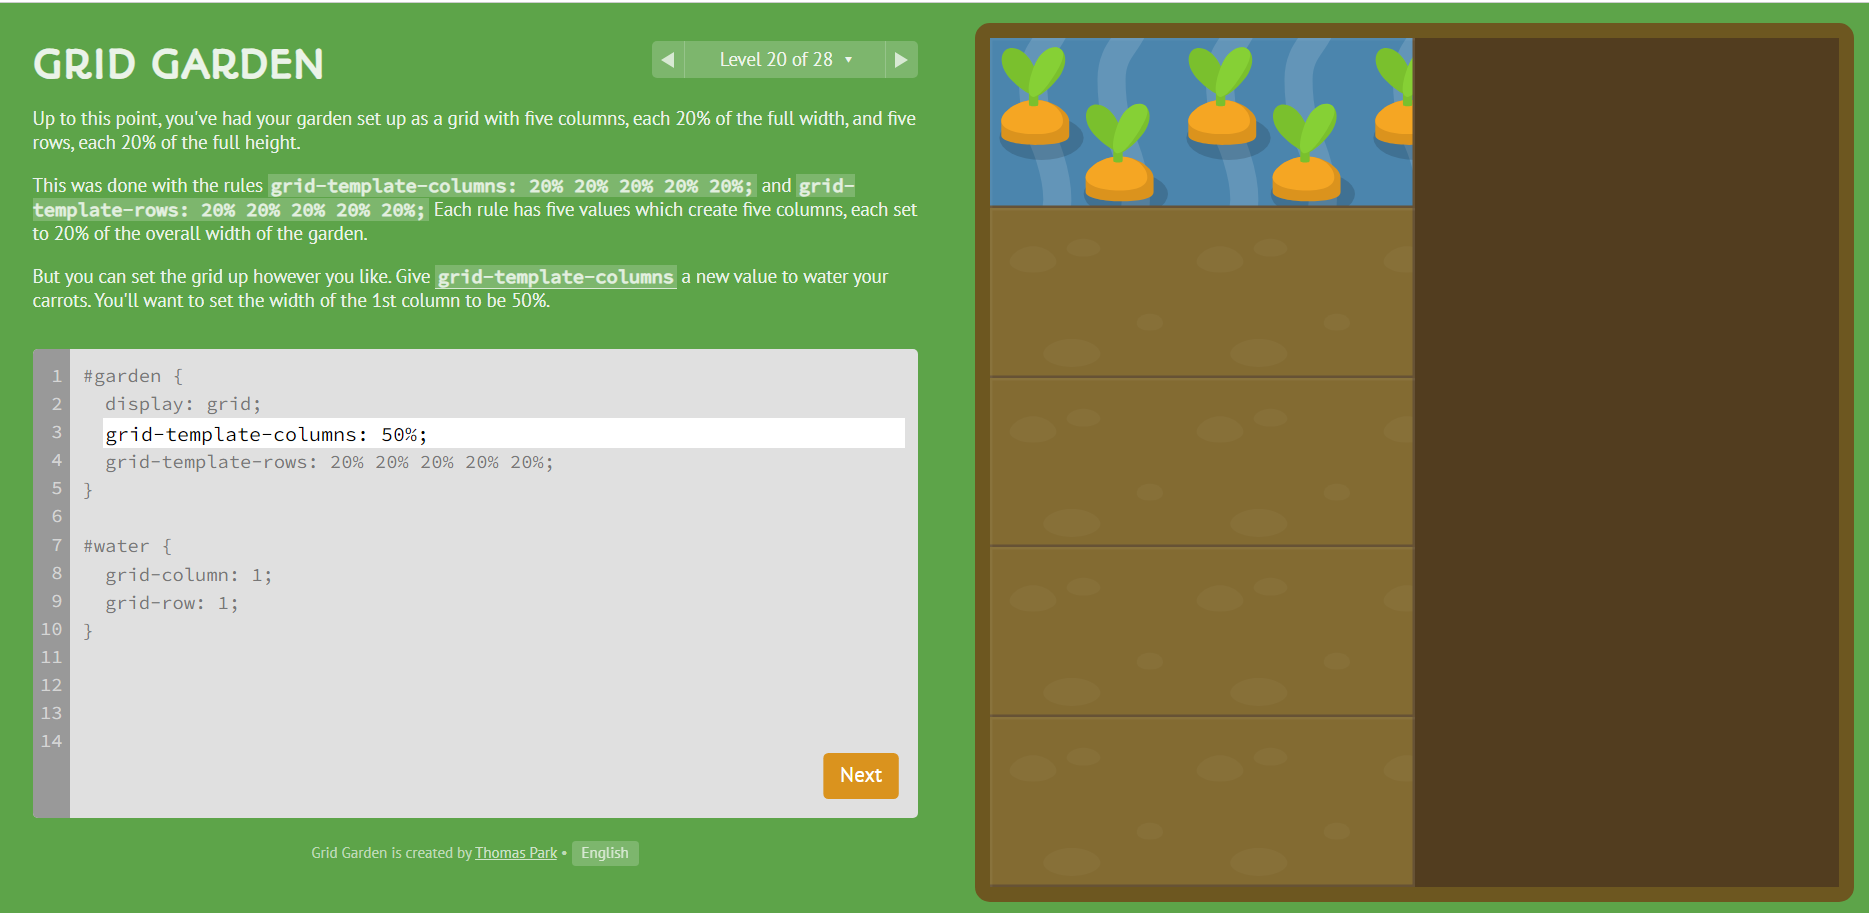 GRID GARDEN
◀ Level 20 of 28 ▾ ▶
Up to this point, you've had your garden set up as a grid with five columns, each 20% of the full width, and five
rows, each 20% of the full height.
This was done with the rules grid-template-columns: 20% 20% 20% 20% 20%; and grid-
template-rows: 20% 20% 20% 20% 20%; Each rule has five values which create five columns, each set
to 20% of the overall width of the garden.
But you can set the grid up however you like. Give grid-template-columns a new value to water your
carrots. You'll want to set the width of the 1st column to be 50%.
1 #garden {
2 display: grid;
3 grid-template-columns: 50%;
4 grid-template-rows: 20% 20% 20% 20% 20%;
5 }
6
7 #water {
8 grid-column: 1;
9 grid-row: 1;
10 }
11
12
13
14
Next
Grid Garden is created by Thomas Park • English